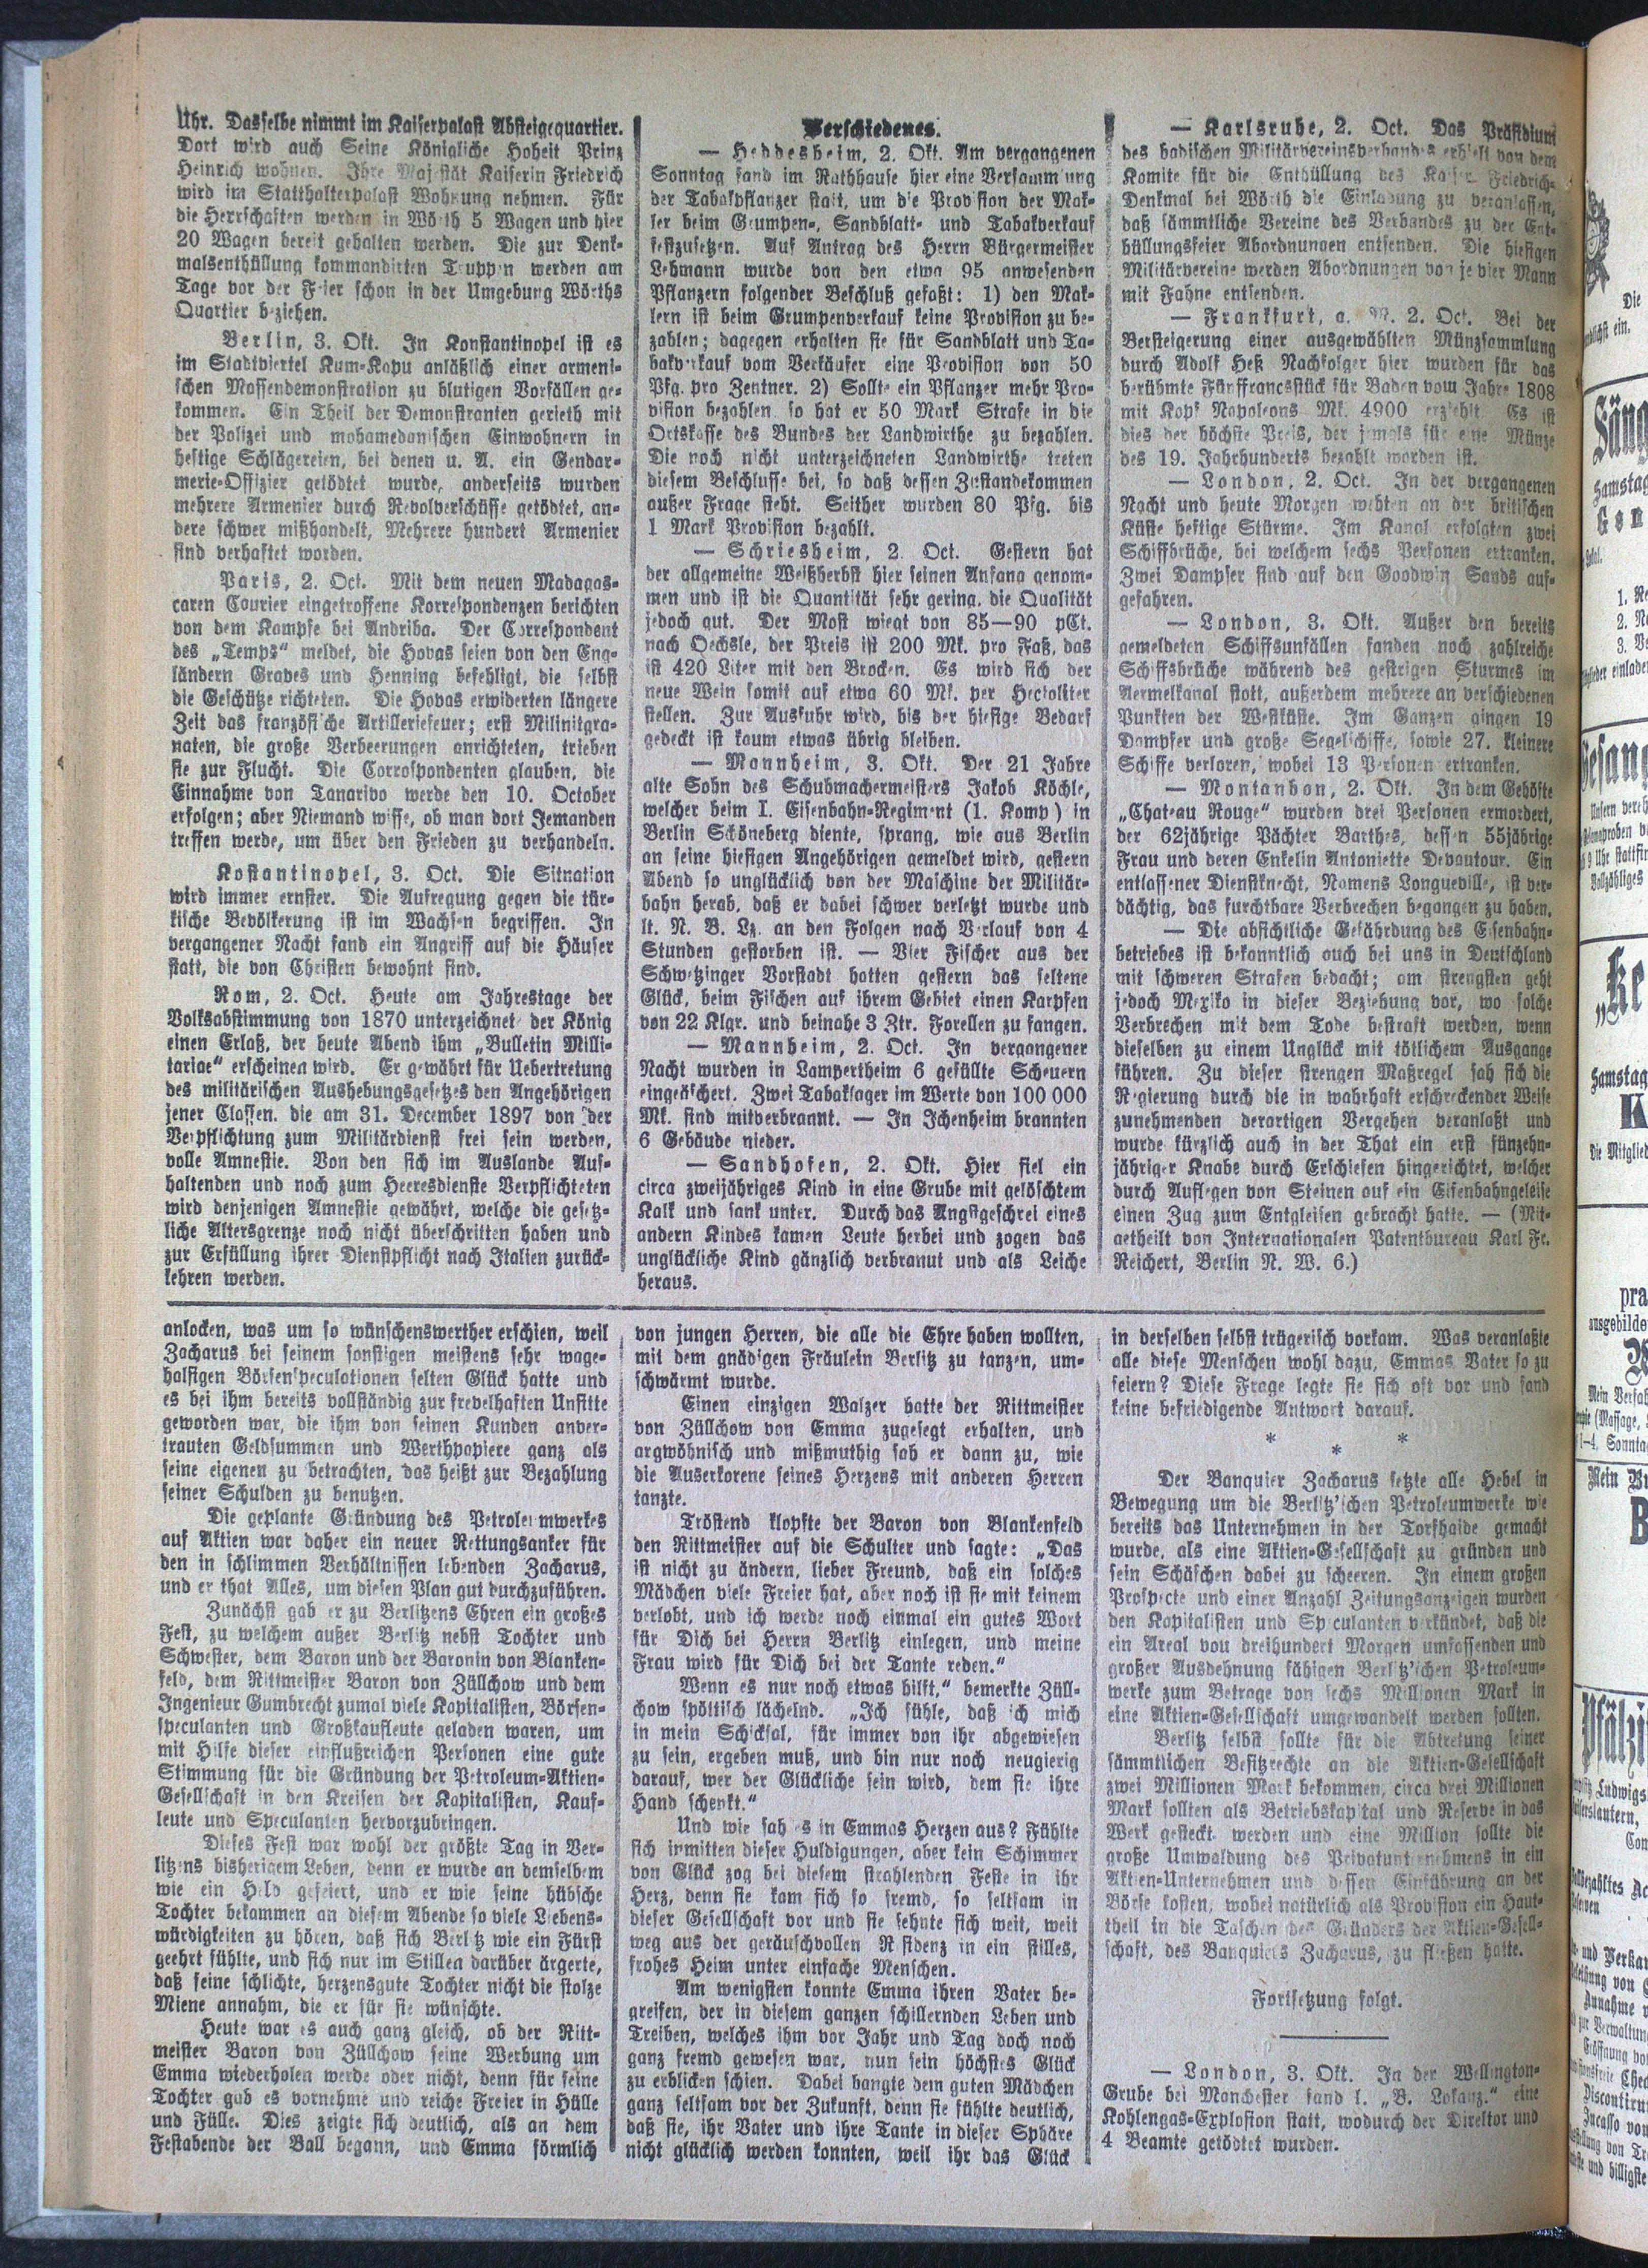 Uhr. Dasselbe nimmt im Kaiserpalast Absteigequartier.
Dort wird auch Seine Königliche Hoheit Prinz
Heinrich wohnen. Ihre Majestät Kaiserin Friedrich
wird im Statthalterpalast Wohnung nehmen. Für
die Herrschaften werden in Wörth 5 Wagen und hier
20 Wagen bereit gehalten werden. Die zur Denk-
malsenthüllung kommandirten Truppen werden am
Tage vor der Feier schon in der Umgebung Wörths
Quartier beziehen.
Berlin, 3. Okt. In Konstantinopel ist es
im Stadtviertel Kum-Kapu anläßlich einer armeni-
schen Massendemonstration zu blutigen Vorfällen ge-
kommen. Ein Theil der Demonstranten gerieth mit
der Polizei und mohamedanischen Einwohnern in
heftige Schlägereien, bei denen u. A. ein Gendar-
merie-Offizier getödtet wurde, anderseits wurden
mehrere Armenier durch Revolverschüsse getödtet, an-
dere schwer mißhandelt, Mehrere hundert Armenier
sind verhaftet worden.
Paris, 2. Oct. Mit dem neuen Madagas-
caren Courier eingetroffene Korrespondenzen berichten
von dem Kampfe bei Andriba. Der Correspondent
des „Temps“ meldet, die Hovas seien von den Eng-
ländern Graves und Henning befehligt, die selbst
die Geschütze richteten. Die Hovas erwiderten längere
Zeit das französische Artilleriefeuer; erst Milinitgra-
naten, die große Verheerungen anrichteten, trieben
sie zur Flucht. Die Corrospondenten glauben, die
Einnahme von Tanarivo werde den 10. October
erfolgen; aber Niemand wisse, ob man dort Jemanden
treffen werde, um über den Frieden zu verhandeln.
Kostantinopel, 3. Oct. Die Sitnation
wird immer ernster. Die Aufregung gegen die tür-
kische Bevölkerung ist im Wachsen begriffen. In
vergangener Nacht fand ein Angriff auf die Häuser
statt, die von Christen bewohnt sind.
Rom, 2. Oct. Heute am Jahrestage der
Volksabstimmung von 1870 unterzeichnet der König
einen Erlaß, der heute Abend ihm „Bulletin Milli-
tariae“ erscheinen wird. Er gewährt für Uebertretung
des militärischen Aushebungsgesetzes den Angehörigen
jener Classen, die am 31. December 1897 von der
Verpflichtung zum Militärdienst frei sein werden,
volle Amnestie. Von den sich im Auslande Auf-
haltenden und noch zum Heeresdienste Verpflichteten
wird denjenigen Amnestie gewährt, welche die gesetz-
liche Altersgrenze noch nicht überschritten haben und
zur Erfüllung ihrer Dienstpflicht nach Italien zurück-
kehren werden.
Verschiedenes.
— Heddesheim, 2. Okt. Am vergangenen
Sonntag fand im Rathhause hier eine Versammlung
der Tabakpflanzer statt, um die Provision der Mak-
ler beim Grumpen-, Sandblatt- und Tabakverkauf
festzusetzen. Auf Antrag des Herrn Bürgermeister
Lehmann wurde von den etwa 95 anwesenden
Pflanzern folgender Beschluß gefaßt: 1) den Mak-
lern ist beim Grumpenverkauf keine Provision zu be-
zahlen; dagegen erhalten sie für Sandblatt und Ta-
bakverkauf vom Verkäufer eine Provision von 50
Pfg. pro Zentner. 2) Sollte ein Pflanzer mehr Pro-
vision bezahlen so hat er 50 Mark Strafe in die
Ortskasse des Bundes der Landwirthe zu bezahlen.
Die noch nicht unterzeichneten Landwirthe treten
diesem Beschlusse bei, so daß dessen Zustandekommen
außer Frage steht. Seither wurden 80 Pfg. bis
1 Mark Provision bezahlt.
— Schriesheim, 2. Oct. Gestern hat
der allgemeine Weißherbst hier seinen Anfang genom-
men und ist die Quantität sehr gering, die Qualität
jedoch gut. Der Most wiegt von 85—90 pCt.
nach Oechsle, der Preis ist 200 Mk. pro Faß, das
ist 420 Liter mit den Brocken. Es wird sich der
neue Wein somit auf etwa 60 Mk. per Hectoliter
stellen. Zur Ausfuhr wird, bis der hiesige Bedarf
gedeckt ist kaum etwas übrig bleiben.
— Mannheim, 3. Okt. Der 21 Jahre
alte Sohn des Schuhmachermeisters Jakob Köchle,
welcher beim I. Eisenbahn-Regiment (1. Komp) in
Berlin Schöneberg diente, sprang, wie aus Berlin
an seine hiesigen Angehörigen gemeldet wird, gestern
Abend so unglücklich von der Maschine der Militär-
bahn herab, daß er dabei schwer verletzt wurde und
lt. N. B. Lz. an den Folgen nach Verlauf von 4
Stunden gestorben ist. — Vier Fischer aus der
Schwetzinger Vorstadt hatten gestern das seltene
Glück, beim Fischen auf ihrem Gebiet einen Karpfen
von 22 Klgr. und beinahe 3 Ztr. Forellen zu fangen.
— Mannheim, 2. Oct. In vergangener
Nacht wurden in Lampertheim 6 gefüllte Scheuern
eingeäschert. Zwei Tabaklager im Werte von 100 000
Mk. sind mitverbrannt. — In Ichenheim brannten
6 Gebäude nieder.
— Sandhofen, 2. Okt. Hier fiel ein
circa zweijähriges Kind in eine Grube mit gelöschtem
Kalk und sank unter. Durch das Angstgeschrei eines
andern Kindes kamen Leute herbei und zogen das
unglückliche Kind gänzlich verbranut und als Leiche
heraus.
— Karlsruhe, 2. Oct. Das Präsidium
des badischen Militärvereinsverbandes erhielt von dem
Komite für die Enthüllung des Kaiser Friedrich-
Denkmal bei Wörth die Einladung zu veranlassen,
daß sämmtliche Vereine des Verbandes zu der Ent-
hüllungsfeier Abordnungen entsenden. Die hiesigen
Militärvereine werden Abordnungen von je vier Mann
mit Fahne entsenden.
— Frankfurt, a. M. 2. Oct. Bei der
Versteigerung einer ausgewählten Münzsammlung
durch Adolf Heß Nachfolger hier wurden für das
berühmte Fünffrancsstück für Baden vom Jahre 1808
mit Kopf Napoleons Mk. 4900 erziehlt. Es ist
dies der höchste Preis, der jemals für eine Münze
des 19. Jahrhunderts bezahlt worden ist.
— London, 2. Oct. In der vergangenen
Nacht und heute Morgen wehten an der britischen
Küste heftige Stürme. Im Kanal erfolgten zwei
Schiffbrüche, bei welchem sechs Personen ertranken.
Zwei Dampfer sind auf den Goodwin Sands auf-
gefahren.
— London, 3. Okt. Außer den bereits
gemeldeten Schiffsunfällen fanden noch zahlreiche
Schiffsbrüche während des gestrigen Sturmes im
Aermelkanal statt, außerdem mehrere an verschiedenen
Punkten der Westküste. Im Ganzen gingen 19
Dampfer und große Segelschiffe, sowie 27. kleinere
Schiffe verloren, wobei 13 Personen ertranken.
— Montanban, 2. Okt. In dem Gehöfte
„Chateau Rouge“ wurden drei Personen ermordert,
der 62jährige Pächter Barthes, dessen 55jährige
Frau und deren Enkelin Antoniette Devautour. Ein
entlassener Dienstknecht, Namens Longueville, ist ver-
dächtig, das furchtbare Verbrechen begangen zu haben.
— Die absichtliche Gefährdung des Eisenbahn-
betriebes ist bekanntlich auch bei uns in Deutschland
mit schweren Strafen bedacht; am strengsten geht
jedoch Mexiko in dieser Beziehung vor, wo solche
Verbrechen mit dem Tode bestraft werden, wenn
dieselben zu einem Unglück mit tötlichem Ausgange
führen. Zu dieser strengen Maßregel sah sich die
Regierung durch die in wahrhaft erschreckender Weise
zunehmenden derartigen Vergehen veranlaßt und
wurde kürzlich auch in der That ein erst fünzehn-
jähriger Knabe durch Erschiesen hingerichtet, welcher
durch Auflegen von Steinen auf ein Eisenbahngeleise
einen Zug zum Entgleisen gebracht hatte. — (Mit-
getheilt von Internationalen Patentbureau Karl Fr.
Reichert, Berlin N. W. 6.)
anlocken, was um so wünschenswerther erschien, weil
Zacharus bei seinem sonstigen meistens sehr wage-
halsigen Börsenspeculationen selten Glück hatte und
es bei ihm bereits vollständig zur frevelhaften Unsitte
geworden war, die ihm von seinen Kunden anver-
trauten Geldsummen und Werthpapiere ganz als
seine eigenen zu betrachten, das heißt zur Bezahlung
seiner Schulden zu benutzen.
Die geplante Gründung des Petroleumwerkes
auf Aktien war daher ein neuer Rettungsanker für
den in schlimmen Verhältnissen lebenden Zacharus,
und er that Alles, um diesen Plan gut durchzuführen.
Zunächst gab er zu Berlitzens Ehren ein großes
Fest, zu welchem außer Berlitz nebst Tochter und
Schwester, dem Baron und der Baronin von Blanken-
feld, dem Rittmeister Baron von Züllchow und dem
Ingenieur Gumbrecht zumal viele Kapitalisten, Börsen-
speculanten und Großkaufleute geladen waren, um
mit Hilfe dieser einflußreichen Personen eine gute
Stimmung für die Gründung der Petroleum-Aktien-
Gesellschaft in den Kreisen der Kapitalisten, Kauf-
leute und Speculanten hervorzubringen.
Dieses Fest war wohl der größte Tag in Ber-
litzens bisherigem Leben, denn er wurde an demselbem
wie ein Held gefeiert, und er wie seine hübsche
Tochter bekammen an diesem Abende so viele Liebens-
würdigkeiten zu hören, daß sich Berlitz wie ein Fürst
geehrt fühlte, und sich nur im Stillen darüber ärgerte,
daß seine schlichte, herzensgute Tochter nicht die stolze
Miene annahm, die er für sie wünschte.
Heute war es auch ganz gleich, ob der Ritt-
meister Baron von Züllchow seine Werbung um
Emma wiederholen werde oder nicht, denn für seine
Tochter gab es vornehme und reiche Freier in Hülle
und Fülle. Dies zeigte sich deutlich, als an dem
Festabende der Ball begann, und Emma förmlich
von jungen Herren, die alle die Ehre haben wollten,
mit dem gnädigen Fräulein Berlitz zu tanzen, um-
schwärmt wurde.
Einen einzigen Walzer hatte der Rittmeister
von Züllchow von Emma zugesegt erhalten, und
argwöhnisch und mißmuthig sah er dann zu, wie
die Auserkorene seines Herzens mit anderen Herren
tanzte.
Tröstend klopfte der Baron von Blankenfeld
den Rittmeister auf die Schulter und sagte: „Das
ist nicht zu ändern, lieber Freund, daß ein solches
Mädchen viele Freier hat, aber noch ist sie mit keinem
verlobt, und ich werde noch einmal ein gutes Wort
für Dich bei Herrn Berlitz einlegen, und meine
Frau wird für Dich bei der Tante reden.“
Wenn es nur noch etwas hilft,“ bemerkte Züll-
chow spöttisch lächelnd. „Ich fühle, daß ich mich
in mein Schicksal, für immer von ihr abgewiesen
zu sein, ergeben muß, und bin nur noch neugierig
darauf, wer der Glückliche sein wird, dem sie ihre
Hand schenkt.“
Und wie sah es in Emmas Herzen aus? Fühlte
sich inmitten dieser Huldigungen, aber kein Schimmer
von Glück zog bei diesem strahlenden Feste in ihr
Herz, denn sie kam sich so fremd, so seltsam in
dieser Gesellschaft vor und sie sehnte sich weit, weit
weg aus der geräuschvollen Residenz in ein stilles,
frohes Heim unter einfache Menschen.
Am wenigsten konnte Emma ihren Vater be-
greifen, der in diesem ganzen schillernden Leben und
Treiben, welches ihm vor Jahr und Tag doch noch
ganz fremd gewesen war, nun sein höchstes Glück
zu erblicken schien. Dabei bangte dem guten Mädchen
ganz seltsam vor der Zukunft, denn sie fühlte deutlich,
daß sie, ihr Vater und ihre Tante in dieser Sphäre
nicht glücklich werden konnten, weil ihr das Glück
in derselben selbst trügerisch vorkam. Was veranlaßte
alle diese Menschen wohl dazu, Emmas Vater so zu
feiern? Diese Frage legte sie sich oft vor und fand
keine befriedigende Antwort darauf.
* * *
Der Banquier Zacharus setzte alle Hebel in
Bewegung um die Berlitz'schen Petroleumwerke wie
bereits das Unternehmen in der Torfhaide gemacht
wurde, als eine Aktien-Gesellschaft zu gründen und
sein Schäfchen dabei zu scheeren. In einem großen
Prospecte und einer Anzahl Zeitungsanzeigen wurden
den Kapitalisten und Speculanten verkündet, daß die
ein Areal vou dreihundert Morgen umfassenden und
großer Ausdehnung fähigen Berlitz'schen Petroleum-
werke zum Betrage von sechs Millionen Mark in
eine Aktien-Gesellschaft umgewandelt werden sollten.
Berlitz selbst sollte für die Abtretung seiner
sämmtlichen Besitzrechte an die Aktien-Gesellschaft
zwei Millionen Mark bekommen, circa drei Millionen
Mark sollten als Betriebskapital und Reserve in das
Werk gesteckt werden und eine Million sollte die
große Umwaldung des Privatunternehmens in ein
Aktien-Unternehmen und dessen Einführung an der
Börse kosten, wobei natürlich als Provision ein Haut-
theil in die Taschen des Gründers der Aktien-Gesell-
schaft, des Banquiers Zacharus, zu fließen hatte.
Fortsetzung folgt.
— London, 3. Okt. In der Wellington-
Grube bei Manchester fand l. „B. Lokanz.“ eine
Kohlengas-Explosion statt, wodurch der Direktor und
4 Beamte getödtet wurden.